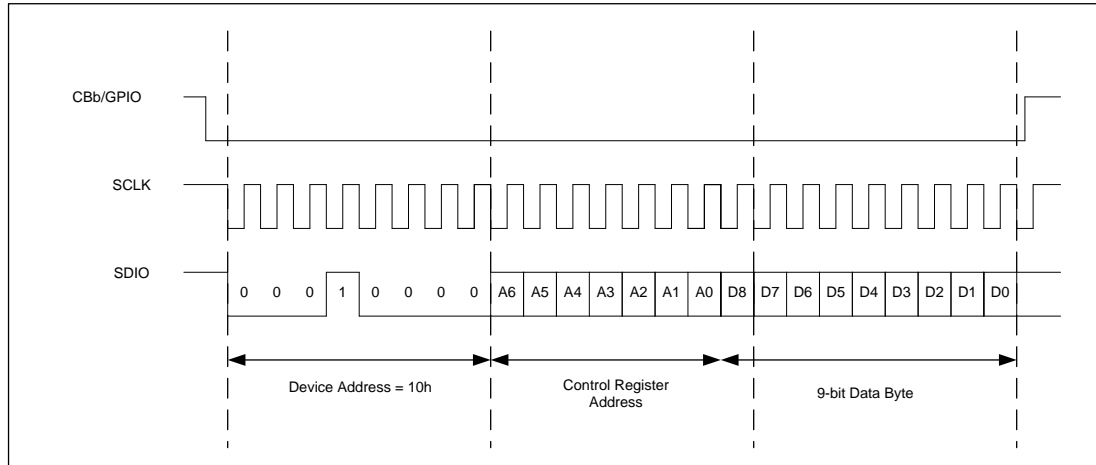 CBb/GPIO
SCLK
SDIO
0 0 0 1 0 0 0 0 A6 A5 A4 A3 A2 A1 A0 D8 D7 D6 D5 D4 D3 D2 D1 D0
Device Address = 10h
Control Register
Address
9-bit Data Byte